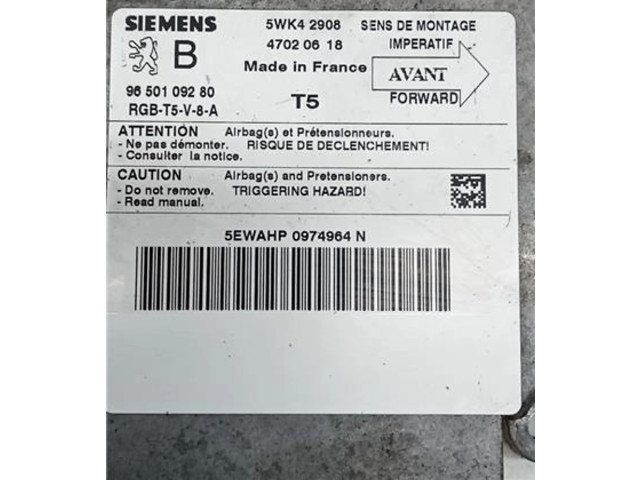 SIEMENS 5WK4 2908 SENS DE MONTAGE
B 4702 06 18 IMPERATIF
Made in France AVANT
96 501 092 80 T5 FORWARD
RGB-T5-V-8-A
ATTENTION Airbag(s) et Prétensionneurs.
- Ne pas démonter. RISQUE DE DECLENCHEMENT!
- Consulter la notice.
CAUTION Airbag(s) and Pretensioners.
- Do not remove. TRIGGERING HAZARD!
- Read manual.
5EWAHP 0974964 N